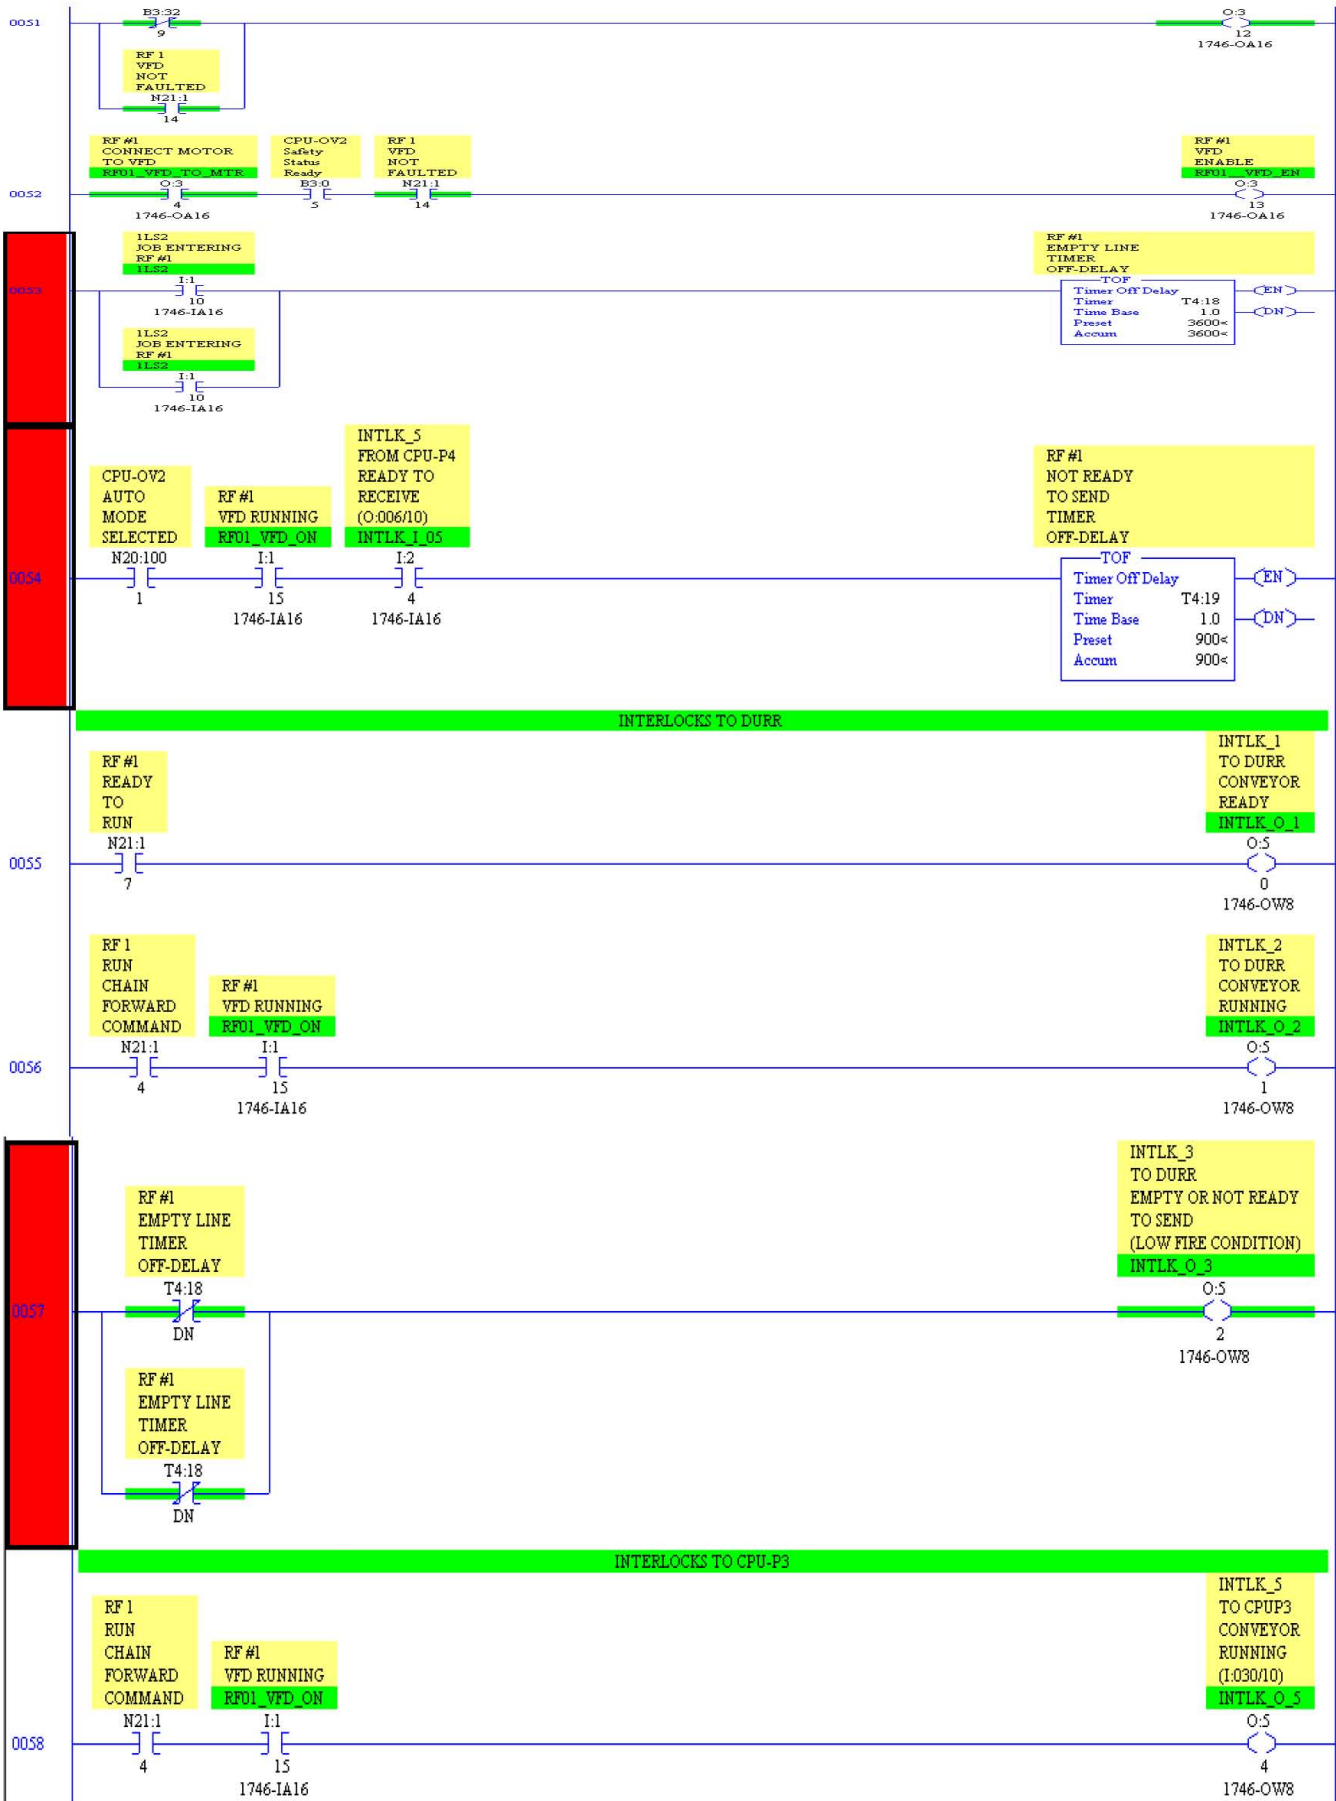 0051
B3:32
9
O:3
12
1746-OA16
RF 1
VFD
NOT
FAULTED
N21:1
14
0052
RF #1
CONNECT MOTOR
TO VFD
RF01_VFD_TO_MTR
O:3
4
1746-OA16
CPU-OV2
Safety
Status
Ready
B3:0
5
RF 1
VFD
NOT
FAULTED
N21:1
14
RF #1
VFD
ENABLE
RF01__VFD_EN
O:3
13
1746-OA16
0053
1LS2
JOB ENTERING
RF #1
1LS2
I:1
10
1746-IA16
1LS2
JOB ENTERING
RF #1
1LS2
I:1
10
1746-IA16
RF #1
EMPTY LINE
TIMER
OFF-DELAY
TOF
Timer Off Delay
Timer T4:18
Time Base 1.0
Preset 3600<
Accum 3600<
EN
DN
0054
CPU-OV2
AUTO
MODE
SELECTED
N20:100
1
RF #1
VFD RUNNING
RF01_VFD_ON
I:1
15
1746-IA16
INTLK_5
FROM CPU-P4
READY TO
RECEIVE
(O:006/10)
INTLK_I_05
I:2
4
1746-IA16
RF #1
NOT READY
TO SEND
TIMER
OFF-DELAY
TOF
Timer Off Delay
Timer T4:19
Time Base 1.0
Preset 900<
Accum 900<
EN
DN
INTERLOCKS TO DURR
0055
RF #1
READY
TO
RUN
N21:1
7
INTLK_1
TO DURR
CONVEYOR
READY
INTLK_O_1
O:5
0
1746-OW8
0056
RF 1
RUN
CHAIN
FORWARD
COMMAND
N21:1
4
RF #1
VFD RUNNING
RF01_VFD_ON
I:1
15
1746-IA16
INTLK_2
TO DURR
CONVEYOR
RUNNING
INTLK_O_2
O:5
1
1746-OW8
0057
RF #1
EMPTY LINE
TIMER
OFF-DELAY
T4:18
DN
RF #1
EMPTY LINE
TIMER
OFF-DELAY
T4:18
DN
INTLK_3
TO DURR
EMPTY OR NOT READY
TO SEND
(LOW FIRE CONDITION)
INTLK_O_3
O:5
2
1746-OW8
INTERLOCKS TO CPU-P3
0058
RF 1
RUN
CHAIN
FORWARD
COMMAND
N21:1
4
RF #1
VFD RUNNING
RF01_VFD_ON
I:1
15
1746-IA16
INTLK_5
TO CPUP3
CONVEYOR
RUNNING
(I:030/10)
INTLK_O_5
O:5
4
1746-OW8